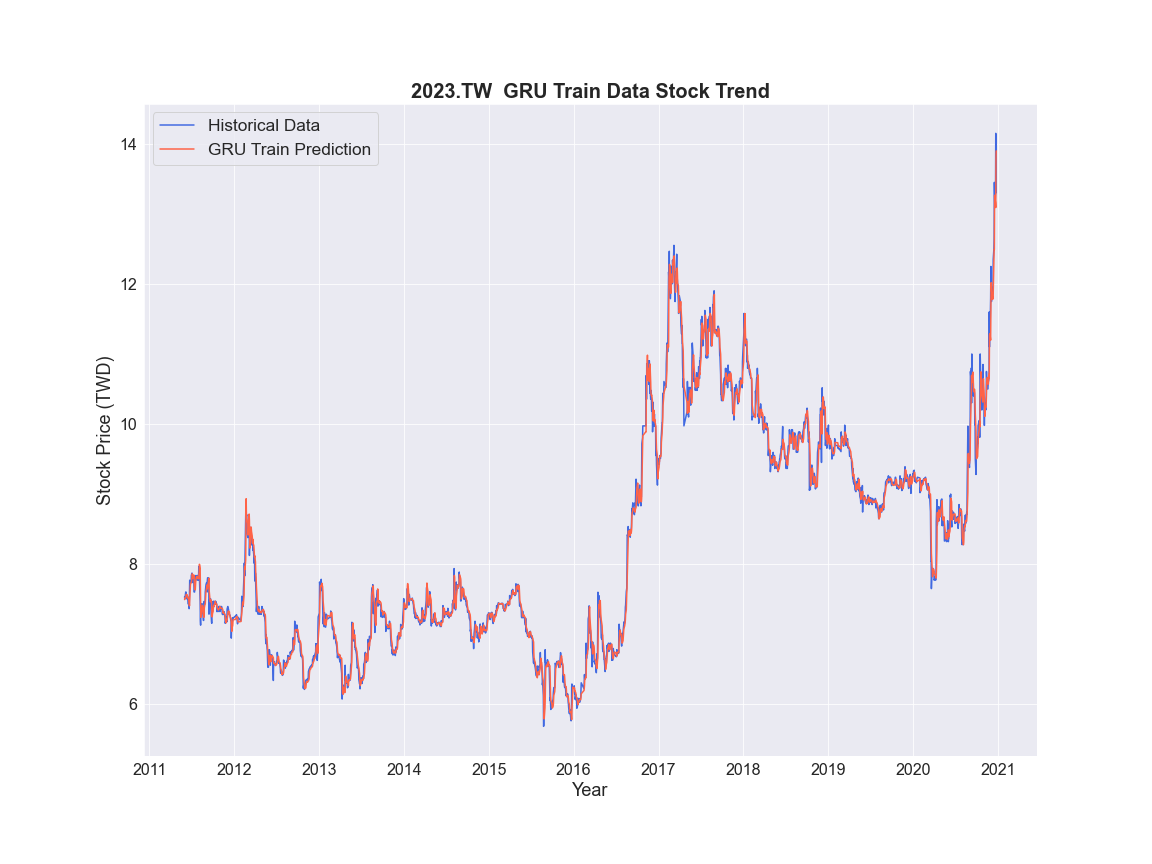 2023.TW  GRU Train Data Stock Trend
Historical Data
GRU Train Prediction
Stock Price (TWD)
14
12
10
8
6
2011 2012 2013 2014 2015 2016 2017 2018 2019 2020 2021
Year